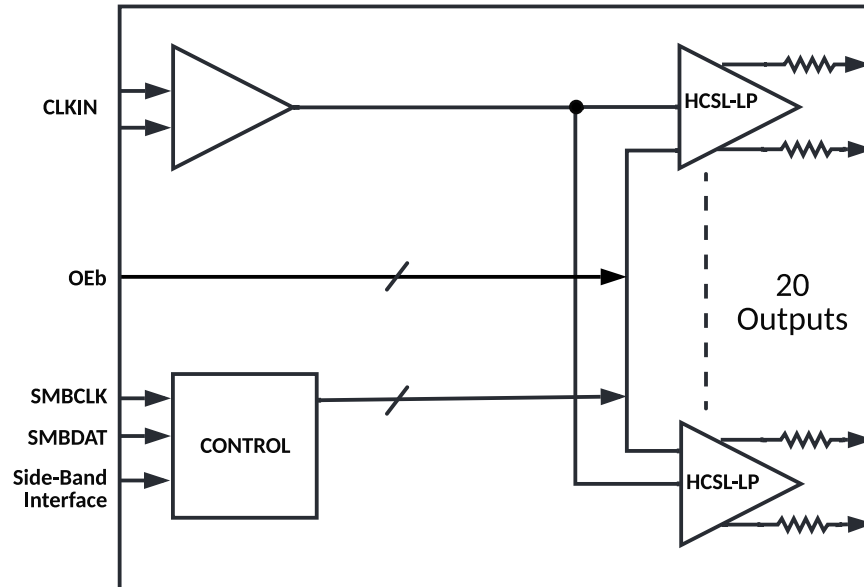 CLKIN
HCSL-LP
OEb
20
Outputs
SMBCLK
SMBDAT
Side-Band
Interface
CONTROL
HCSL-LP